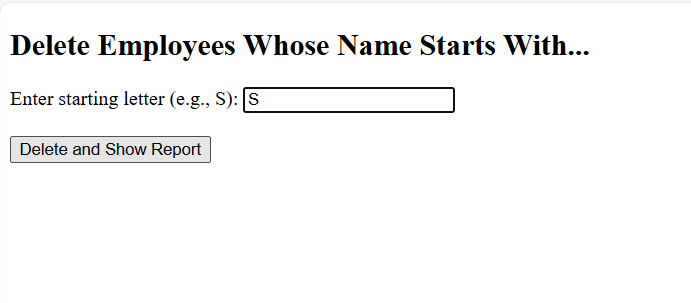 Delete Employees Whose Name Starts With...
Enter starting letter (e.g., S): S
Delete and Show Report